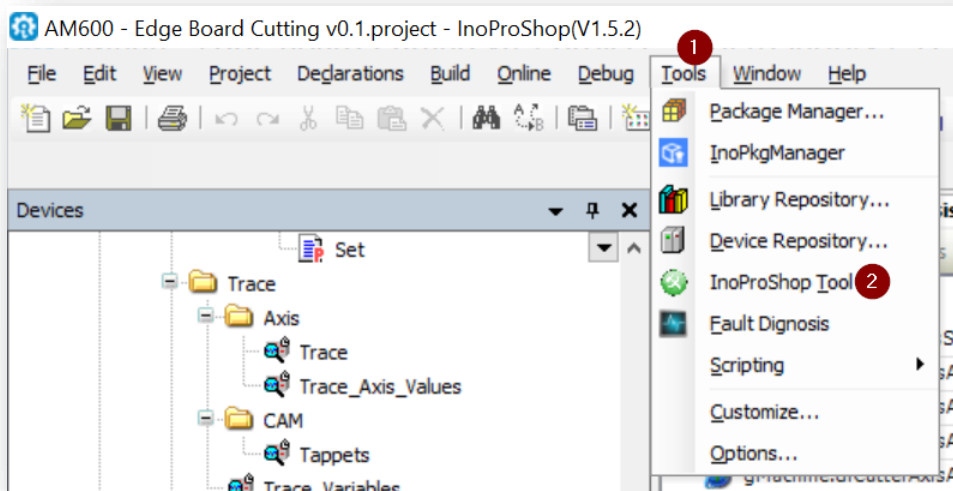 AM600 - Edge Board Cutting v0.1.project - InoProShop(V1.5.2)
1
File Edit View Project Declarations Build Online Debug Tools Window Help
Package Manager...
InoPkgManager
Devices
Library Repository...
Set
Device Repository...
Trace
InoProShop Tool 2
Axis
Fault Dignosis
Trace
Scripting
Trace_Axis_Values
CAM
Customize...
Tappets
Options...
Trace_Variables